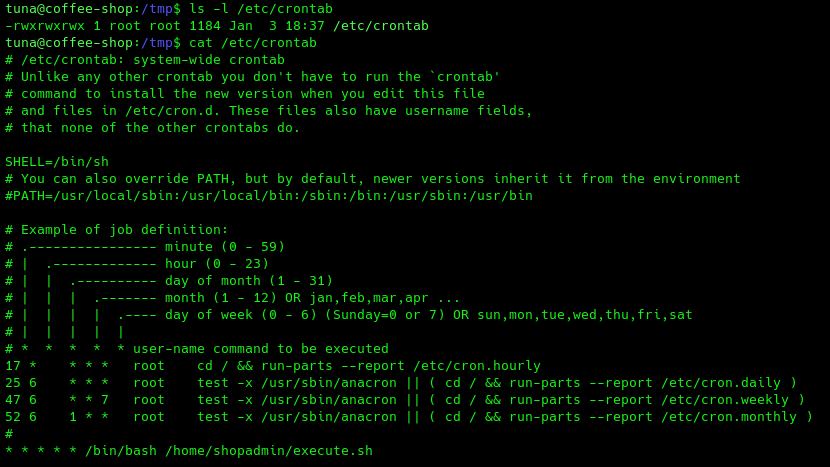 tuna@coffee-shop:/tmp$ ls -l /etc/crontab
-rwxrwxrwx 1 root root 1184 Jan  3 18:37 /etc/crontab
tuna@coffee-shop:/tmp$ cat /etc/crontab
# /etc/crontab: system-wide crontab
# Unlike any other crontab you don't have to run the `crontab'
# command to install the new version when you edit this file
# and files in /etc/cron.d. These files also have username fields,
# that none of the other crontabs do.

SHELL=/bin/sh
# You can also override PATH, but by default, newer versions inherit it from the environment
#PATH=/usr/local/sbin:/usr/local/bin:/sbin:/bin:/usr/sbin:/usr/bin

# Example of job definition:
# .---------------- minute (0 - 59)
# |  .------------- hour (0 - 23)
# |  |  .---------- day of month (1 - 31)
# |  |  |  .------- month (1 - 12) OR jan,feb,mar,apr ...
# |  |  |  |  .---- day of week (0 - 6) (Sunday=0 or 7) OR sun,mon,tue,wed,thu,fri,sat
# |  |  |  |  |
# *  *  *  *  * user-name command to be executed
17 *    * * *   root    cd / && run-parts --report /etc/cron.hourly
25 6    * * *   root    test -x /usr/sbin/anacron || ( cd / && run-parts --report /etc/cron.daily )
47 6    * * 7   root    test -x /usr/sbin/anacron || ( cd / && run-parts --report /etc/cron.weekly )
52 6    1 * *   root    test -x /usr/sbin/anacron || ( cd / && run-parts --report /etc/cron.monthly )
#
* * * * * /bin/bash /home/shopadmin/execute.sh